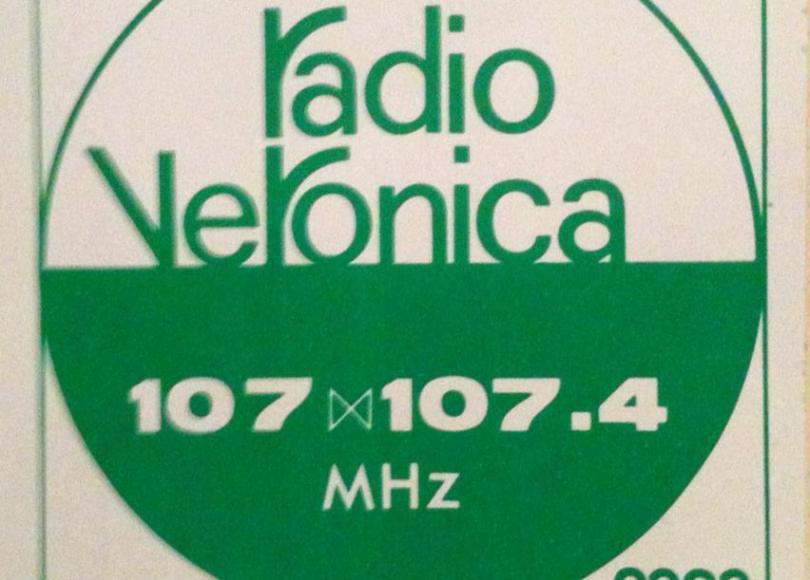 radio
Veronica
107 ⋈ 107.4
MHz